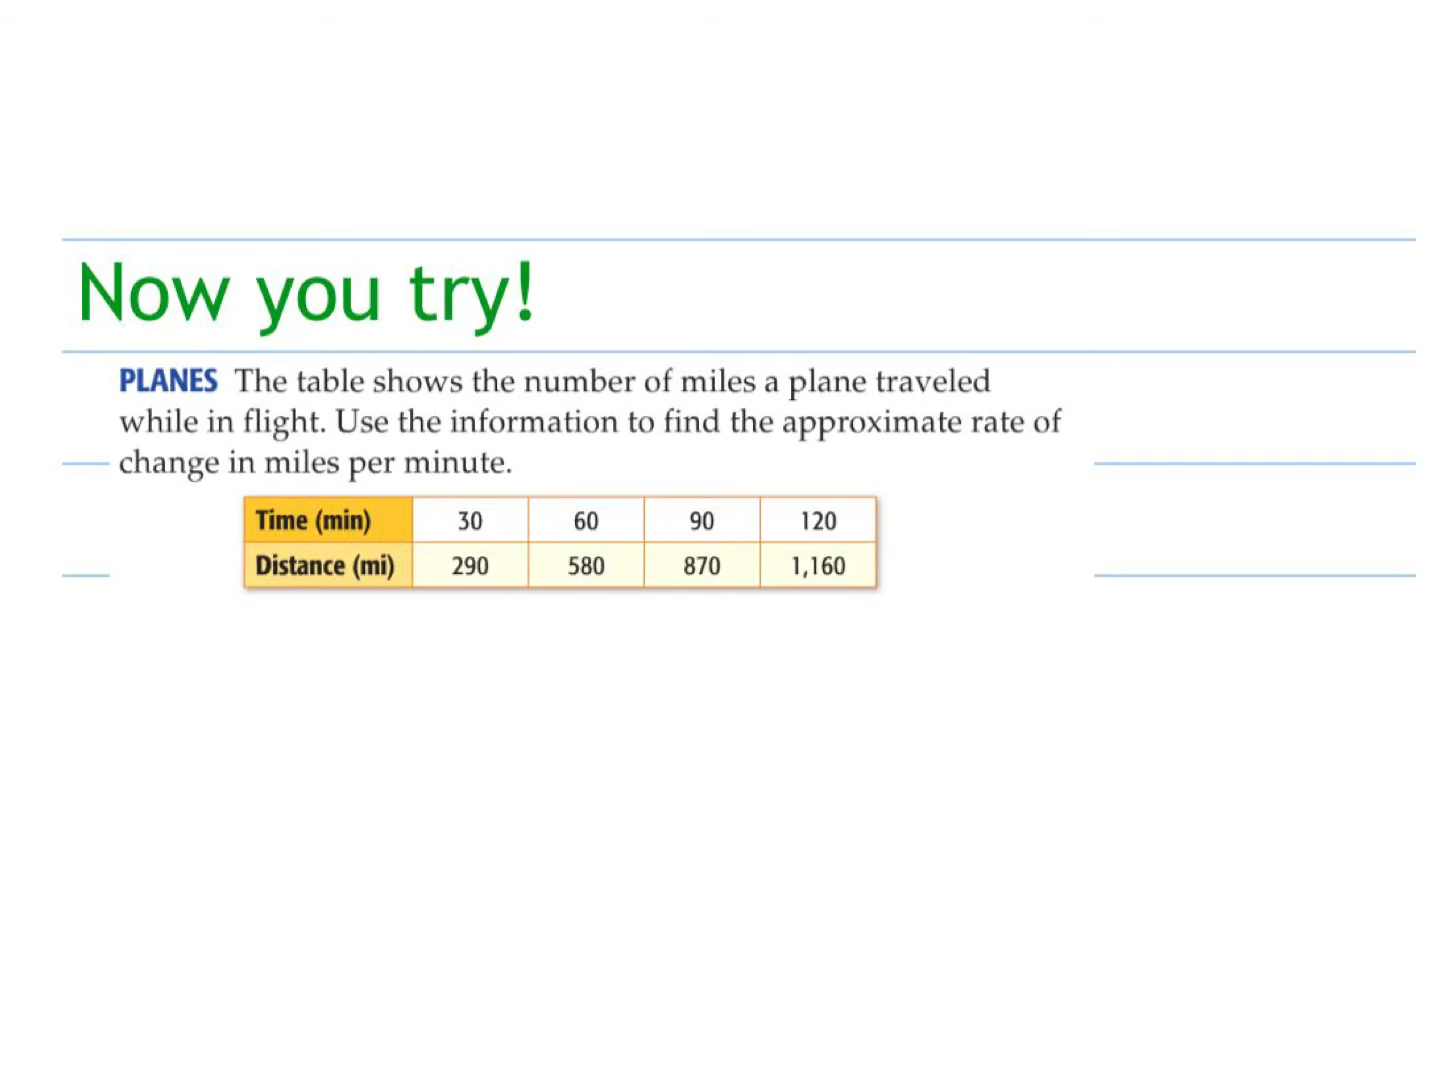 Now you try!
PLANES The table shows the number of miles a plane traveled
while in flight. Use the information to find the approximate rate of
change in miles per minute.
Time (min) 30 60 90 120
Distance (mi) 290 580 870 1,160